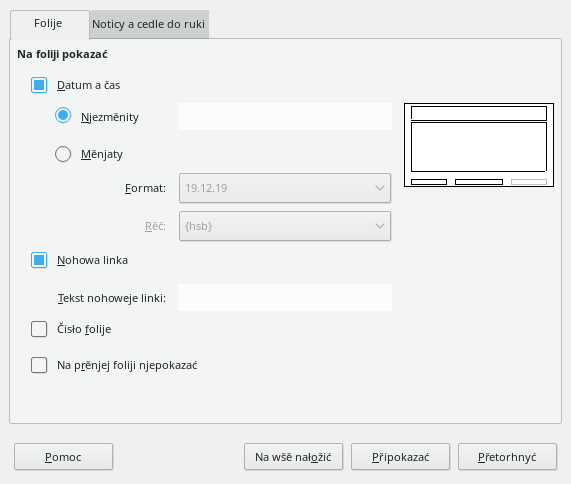 Folije
Noticy a cedle do ruki
Na foliji pokazać
Datum a čas
Njezměnity
Měnjaty
Format:
19.12.19
Rěč:
{hsb}
Nohowa linka
Tekst nohoweje linki:
Čisło folije
Na prěnjej foliji njepokazać
Pomoc
Na wšě nałožić
Připokazać
Přetorhnyć